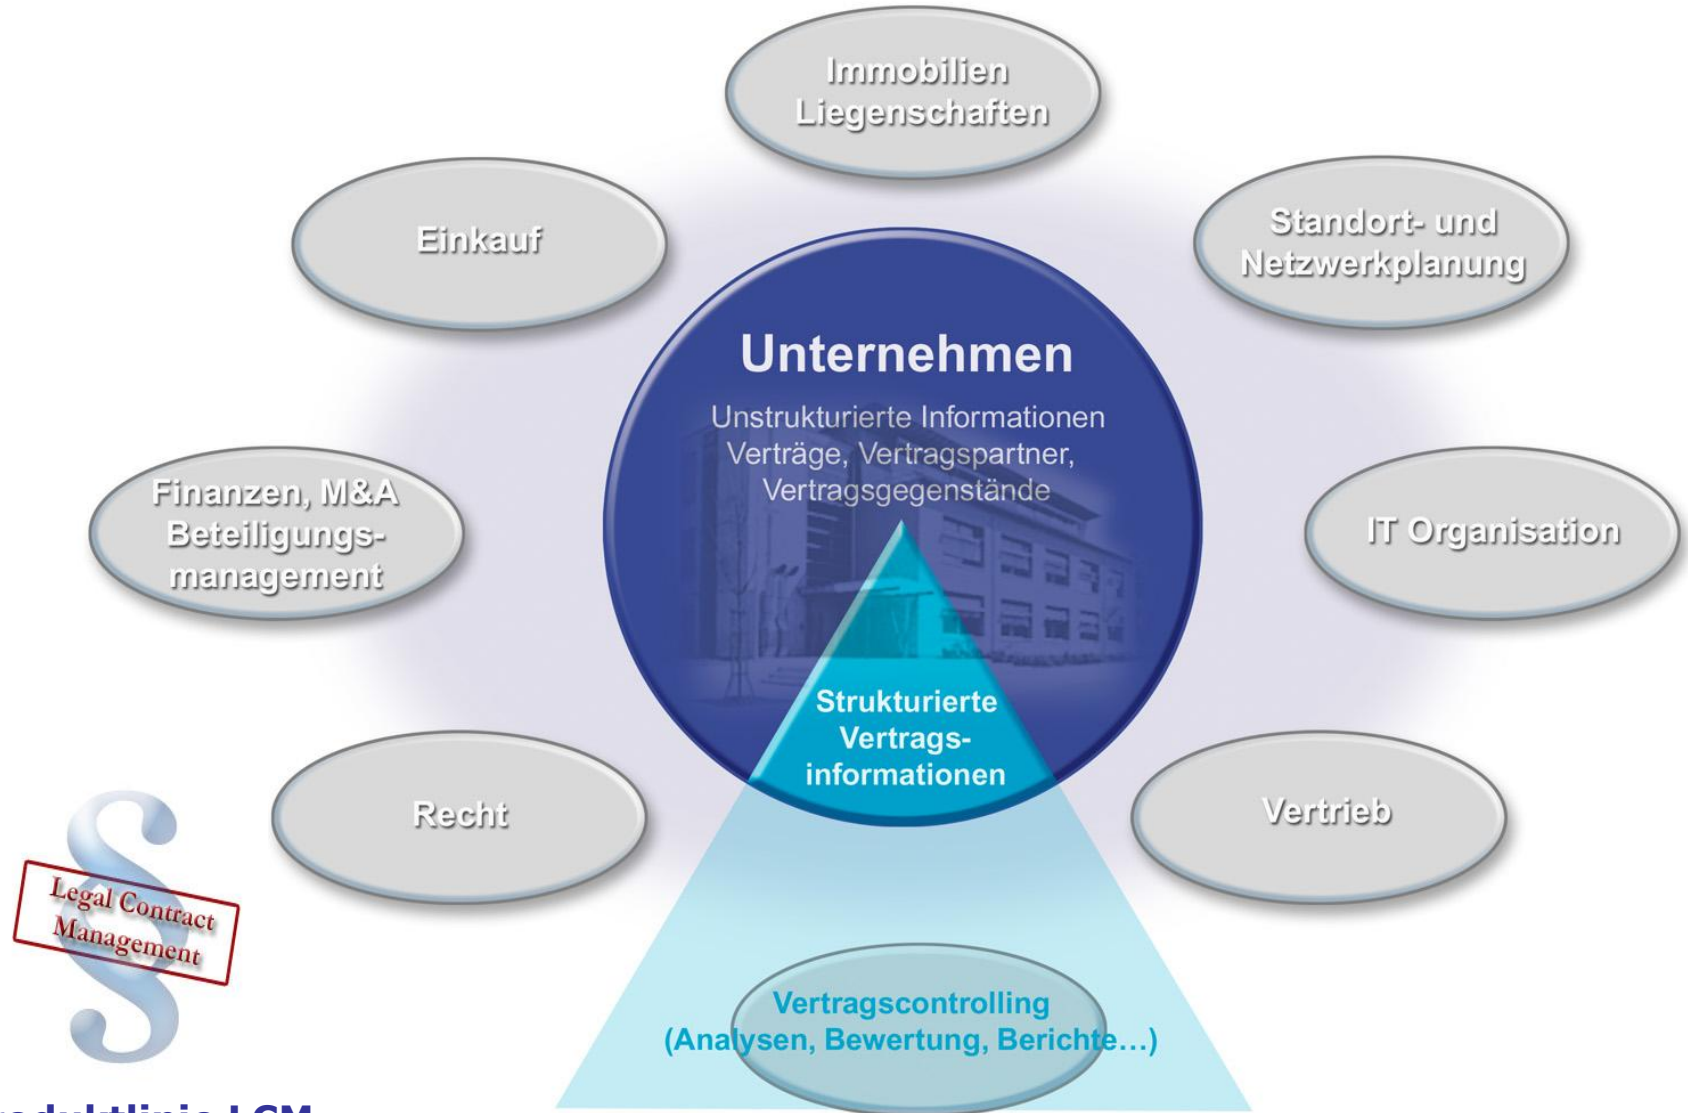 Immobilien
Liegenschaften
Einkauf
Standort- und
Netzwerkplanung
Unternehmen
Unstrukturierte Informationen
Verträge, Vertragspartner,
Vertragsgegenstände
Finanzen, M&A
Beteiligungs-
management
IT Organisation
Strukturierte
Vertrags-
informationen
Recht
Vertrieb
Legal Contract
Management
Vertragscontrolling
(Analysen, Bewertung, Berichte…)